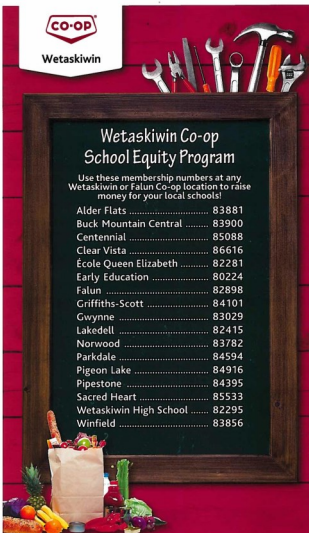 CO·OP
Wetaskiwin
Wetaskiwin Co-op
School Equity Program
Use these membership numbers at any
Wetaskiwin or Falun Co-op location to raise
money for your local schools!
Alder Flats ........................ 83881
Buck Mountain Central ........ 83900
Centennial ........................ 85088
Clear Vista ........................ 86616
École Queen Elizabeth ......... 82281
Early Education .................. 80224
Falun .............................. 82898
Griffiths-Scott .................. 84101
Gwynne ........................... 83029
Lakedell ........................... 82415
Norwood ........................... 83782
Parkdale ........................... 84594
Pigeon Lake ..................... 84916
Pipestone ........................ 84395
Sacred Heart ..................... 85533
Wetaskiwin High School ...... 82295
Winfield ........................... 83856